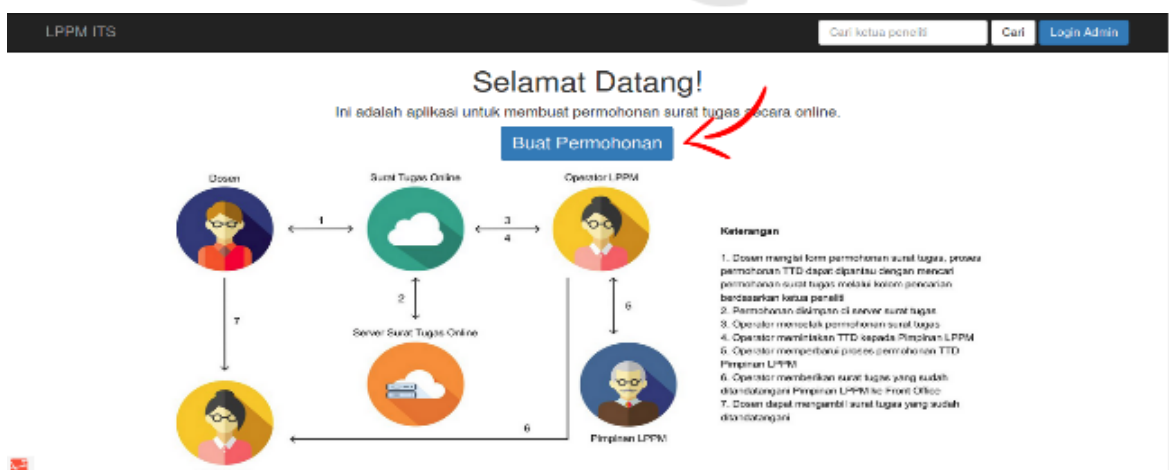 LPPM ITS
Cari ketua peneliti
Cari
Login Admin
Selamat Datang!
Ini adalah aplikasi untuk membuat permohonan surat tugas secara online.
Buat Permohonan
Dosen
Surat Tugas Online
Operator LPPM
1
3
4
2
7
Server Surat Tugas Online
6
Pimpinan LPPM
Keterangan
1. Dosen mengisi form permohonan surat tugas, proses
permohonan TTD dapat dipantau dengan mencari
permohonan surat tugas melalui kolom pencarian
berdasarkan ketua peneliti
2. Permohonan disimpan di server surat tugas
3. Operator mencetak permohonan surat tugas
4. Operator memintakan TTD kepada Pimpinan LPPM
5. Operator memperbarui proses permohonan TTD
Pimpinan LPPM
6. Operator memberikan surat tugas yang sudah
ditandatangani Pimpinan LPPM ke Front Office
7. Dosen dapat mengambil surat tugas yang sudah
ditandatangani